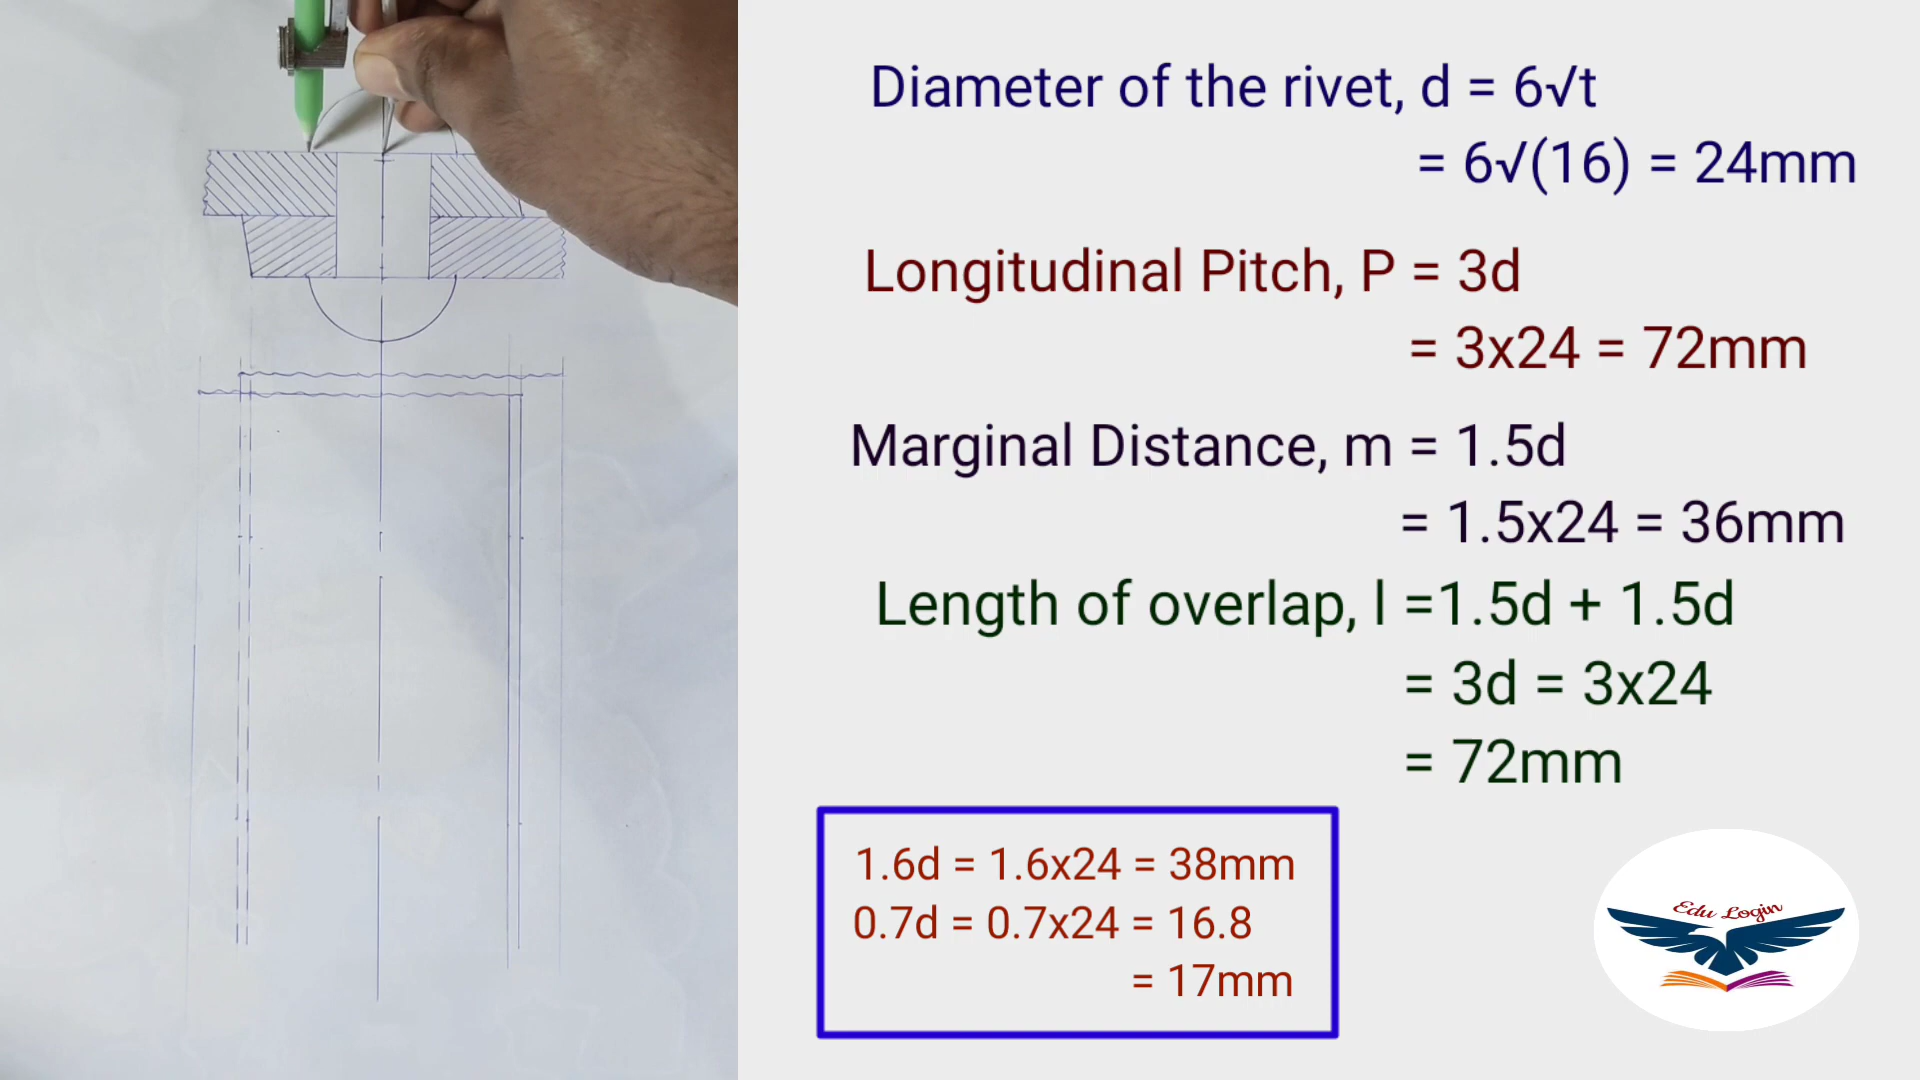 Diameter of the rivet, d = 6√t
= 6√(16) = 24mm
Longitudinal Pitch, P = 3d
= 3x24 = 72mm
Marginal Distance, m = 1.5d
= 1.5x24 = 36mm
Length of overlap, l =1.5d + 1.5d
= 3d = 3x24
= 72mm
1.6d = 1.6x24 = 38mm
0.7d = 0.7x24 = 16.8
= 17mm
Edu Login